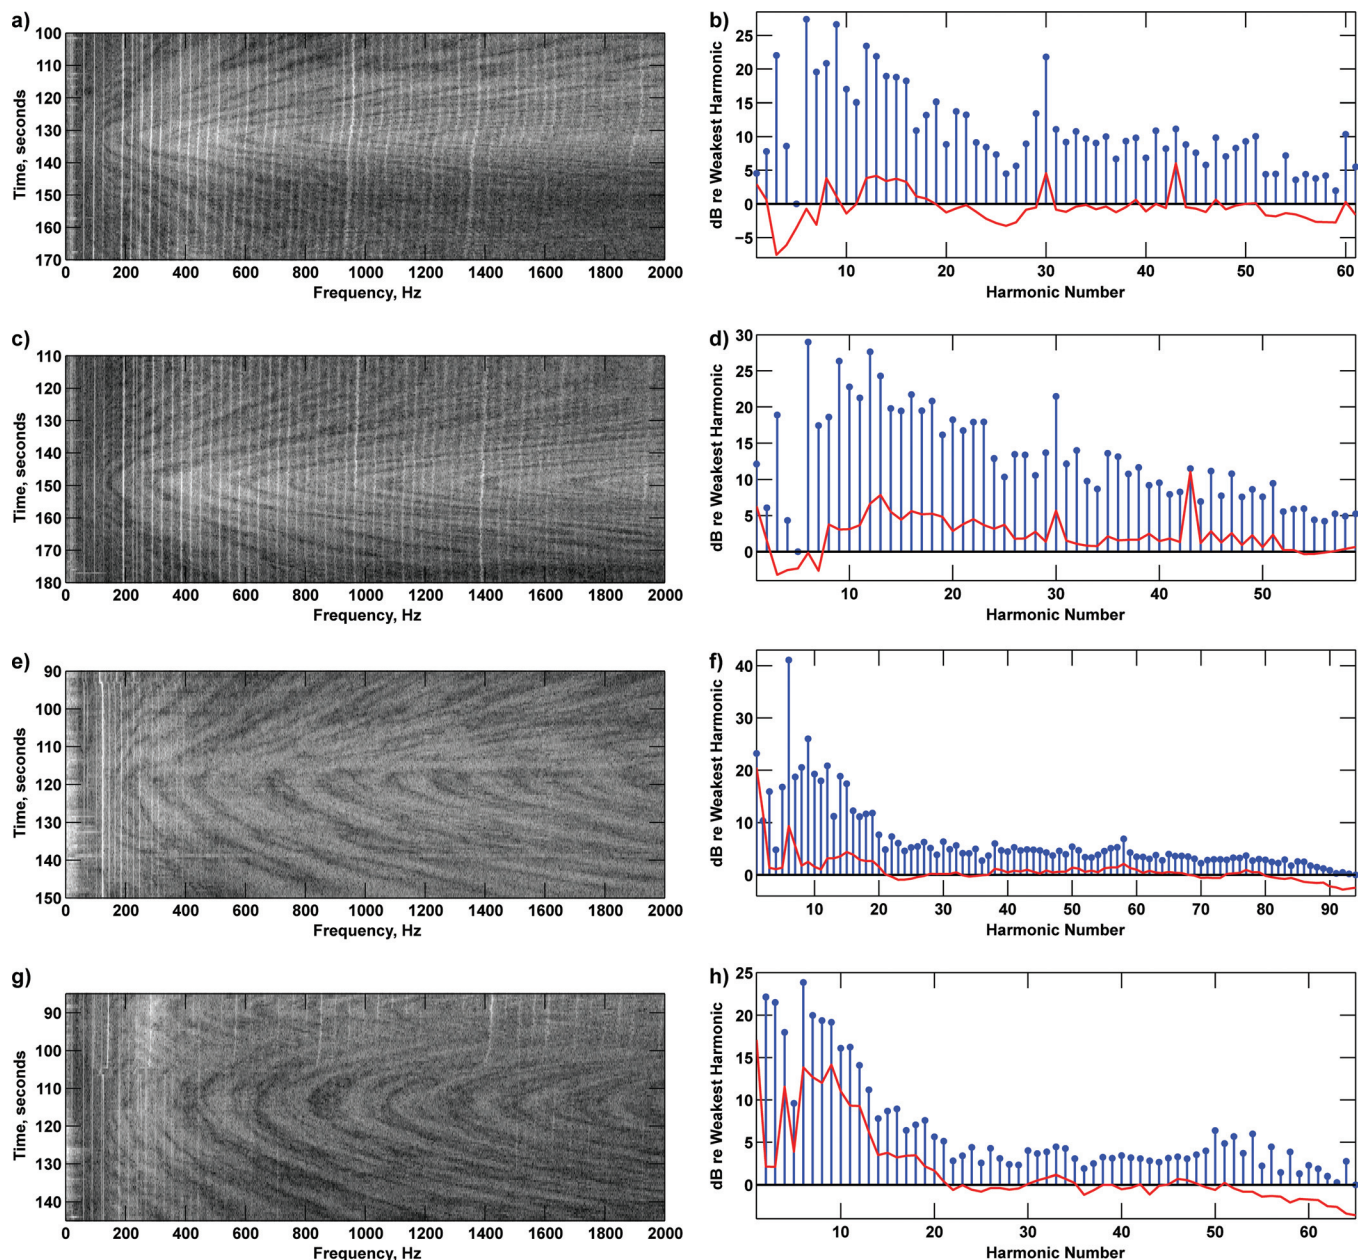 a)
100
110
120
130
140
150
160
170
Time, seconds
0 200 400 600 800 1000 1200 1400 1600 1800 2000
Frequency, Hz
b)
25
20
15
10
5
0
−5
dB re Weakest Harmonic
10 20 30 40 50 60
Harmonic Number
c)
110
120
130
140
150
160
170
180
Time, seconds
0 200 400 600 800 1000 1200 1400 1600 1800 2000
Frequency, Hz
d)
30
25
20
15
10
5
0
dB re Weakest Harmonic
10 20 30 40 50
Harmonic Number
e)
90
100
110
120
130
140
150
Time, seconds
0 200 400 600 800 1000 1200 1400 1600 1800 2000
Frequency, Hz
f)
40
30
20
10
0
dB re Weakest Harmonic
10 20 30 40 50 60 70 80 90
Harmonic Number
g)
90
100
110
120
130
140
Time, seconds
0 200 400 600 800 1000 1200 1400 1600 1800 2000
Frequency, Hz
h)
25
20
15
10
5
0
dB re Weakest Harmonic
10 20 30 40 50 60
Harmonic Number